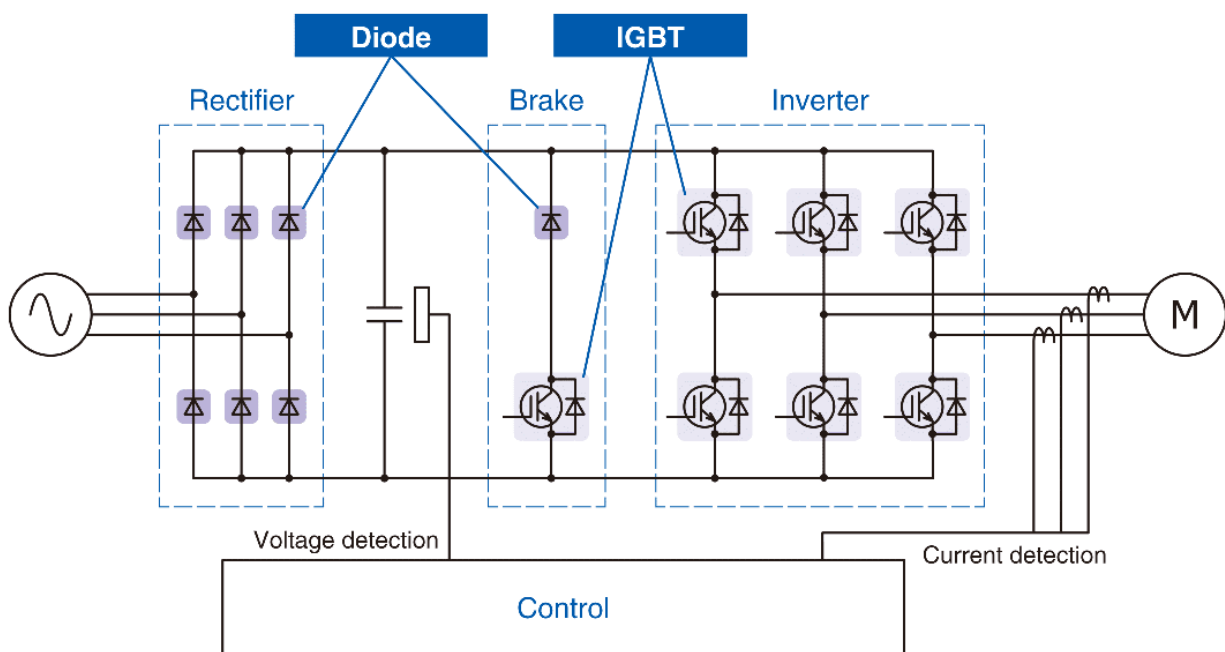 Diode
IGBT
Rectifier
Brake
Inverter
M
Voltage detection
Current detection
Control